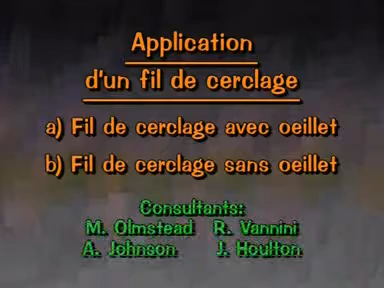 Application
d'un fil de cerclage
a) Fil de cerclage avec oeillet
b) Fil de cerclage sans oeillet
Consultants:
M. Olmstead R. Vannini
A. Johnson J. Houlton